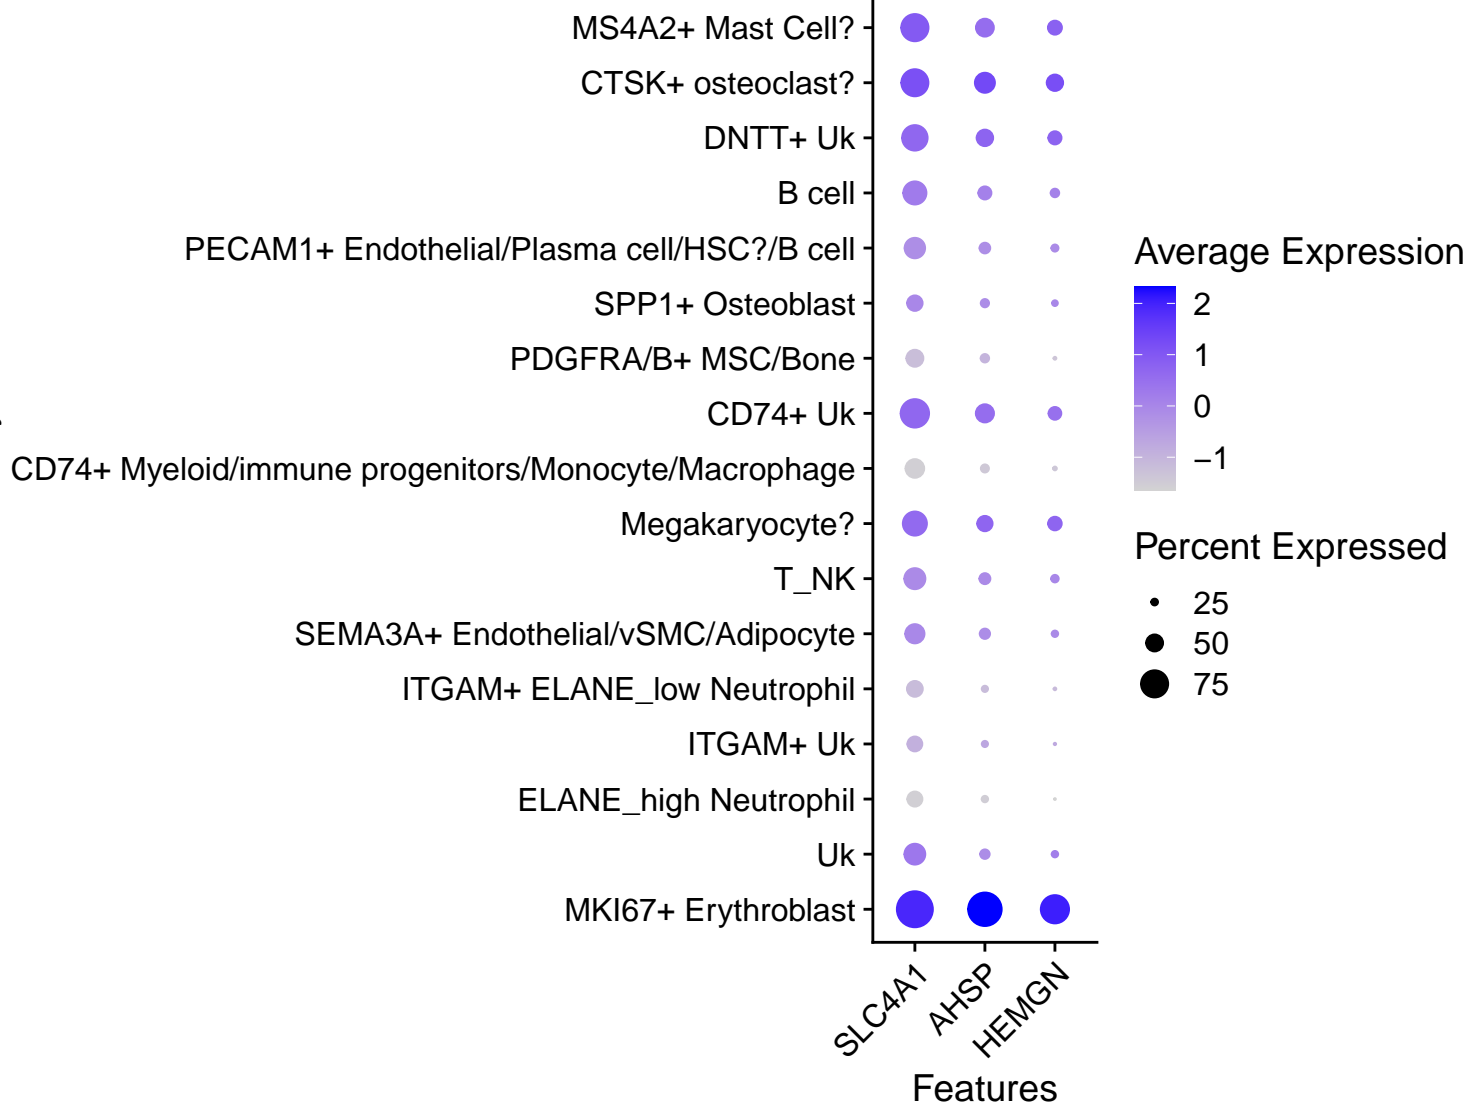 MS4A2+ Mast Cell?
CTSK+ osteoclast?
DNTT+ Uk
B cell
PECAM1+ Endothelial/Plasma cell/HSC?/B cell
SPP1+ Osteoblast
PDGFRA/B+ MSC/Bone
CD74+ Uk
CD74+ Myeloid/immune progenitors/Monocyte/Macrophage
Megakaryocyte?
T_NK
SEMA3A+ Endothelial/vSMC/Adipocyte
ITGAM+ ELANE_low Neutrophil
ITGAM+ Uk
ELANE_high Neutrophil
Uk
MKI67+ Erythroblast
SLC4A1
AHSP
HEMGN
Features
Average Expression
2
1
0
−1
Percent Expressed
25
50
75